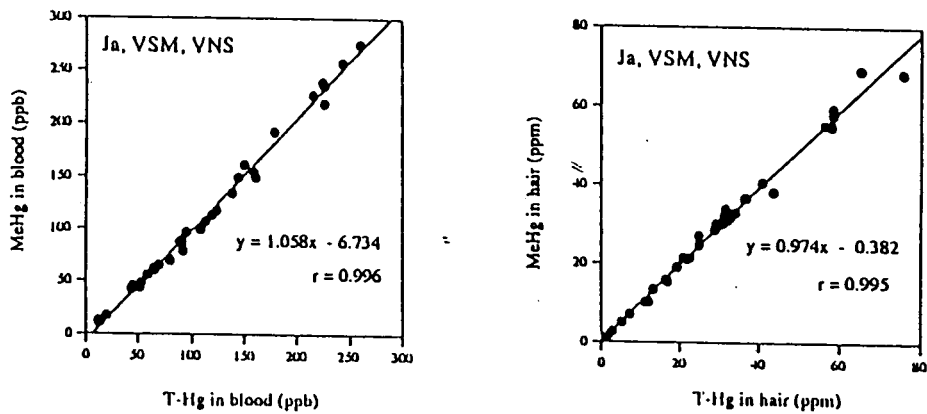 300
250
200
150
100
50
0
MeHg in blood (ppb)
Ja, VSM, VNS
y = 1.058x - 6.734
r = 0.996
0 50 100 150 200 250 300
T-Hg in blood (ppb)
80
60
40
20
0
MeHg in hair (ppm)
Ja, VSM, VNS
y = 0.974x - 0.382
r = 0.995
0 20 40 60 80
T-Hg in hair (ppm)